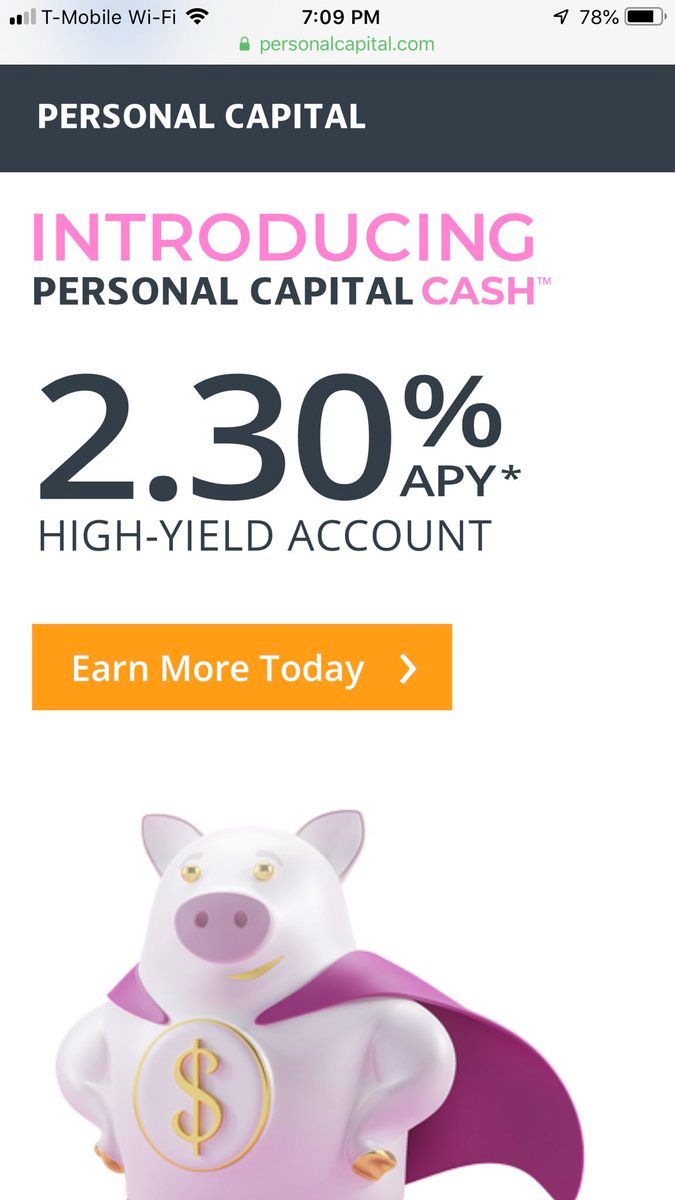 T-Mobile Wi-Fi 7:09 PM 78%
personalcapital.com
PERSONAL CAPITAL
INTRODUCING
PERSONAL CAPITAL CASH™
2.30%
APY*
HIGH-YIELD ACCOUNT
Earn More Today
$